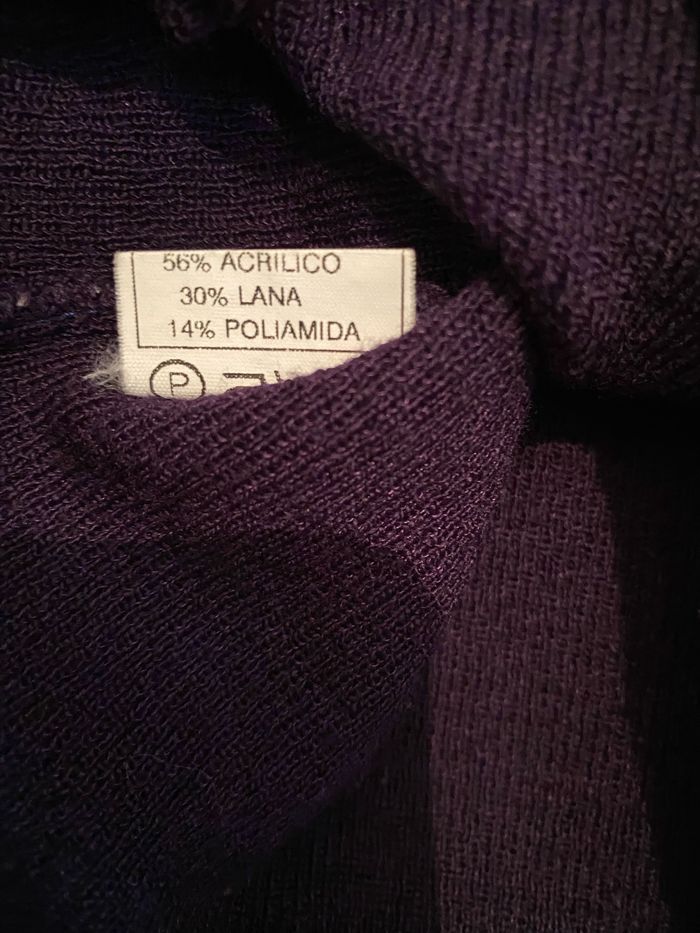 56% ACRILICO
30% LANA
14% POLIAMIDA
P